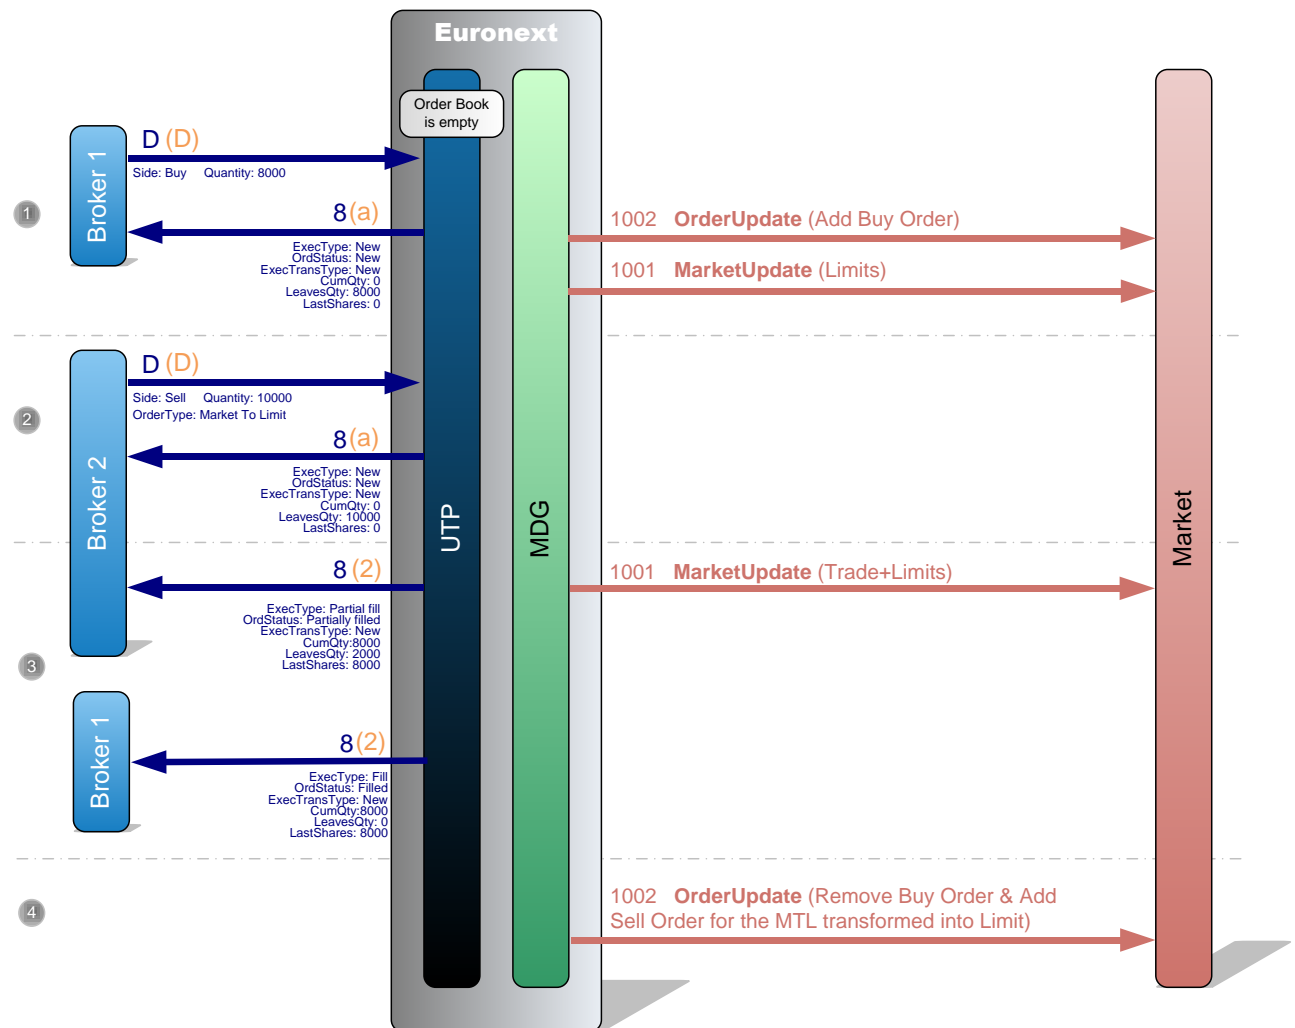 Euronext
Order Book
is empty
D (D)
Side: Buy Quantity: 8000
Broker 1
1
8 (a)
ExecType: New
OrdStatus: New
ExecTransType: New
CumQty: 0
LeavesQty: 8000
LastShares: 0
1002 OrderUpdate (Add Buy Order)
1001 MarketUpdate (Limits)
D (D)
Side: Sell Quantity: 10000
OrderType: Market To Limit
2
Broker 2
8 (a)
ExecType: New
OrdStatus: New
ExecTransType: New
CumQty: 0
LeavesQty: 10000
LastShares: 0
UTP
MDG
Market
8 (2)
ExecType: Partial fill
OrdStatus: Partially filled
ExecTransType: New
CumQty:8000
LeavesQty: 2000
LastShares: 8000
1001 MarketUpdate (Trade+Limits)
3
Broker 1
8 (2)
ExecType: Fill
OrdStatus: Filled
ExecTransType: New
CumQty:8000
LeavesQty: 0
LastShares: 8000
4
1002 OrderUpdate (Remove Buy Order & Add
Sell Order for the MTL transformed into Limit)